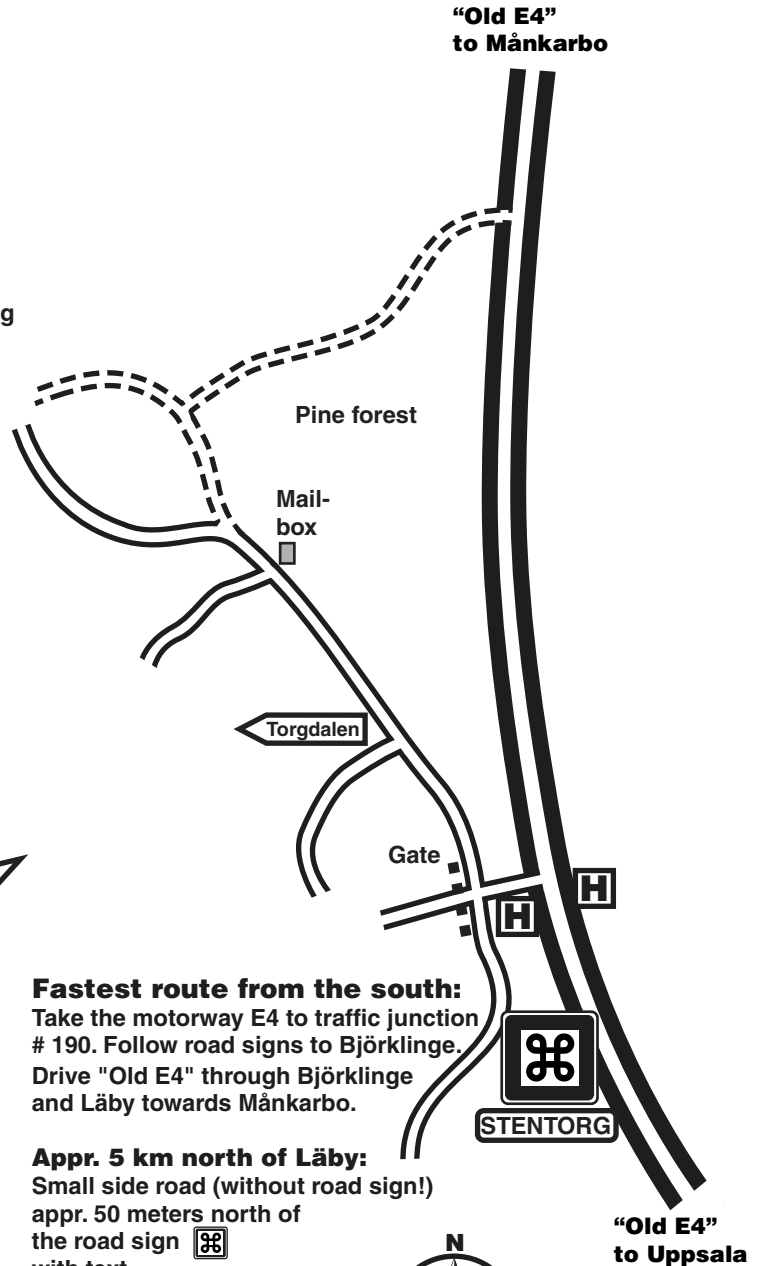 “Old E4”
to Månkarbo
g
Pine forest
Mail-
box
Torgdalen
Gate
H
H
Fastest route from the south:
Take the motorway E4 to traffic junction
# 190. Follow road signs to Björklinge.
Drive "Old E4" through Björklinge
and Läby towards Månkarbo.
STENTORG
Appr. 5 km north of Läby:
Small side road (without road sign!)
appr. 50 meters north of
the road sign ⌘
with text
“Old E4”
to Uppsala
N